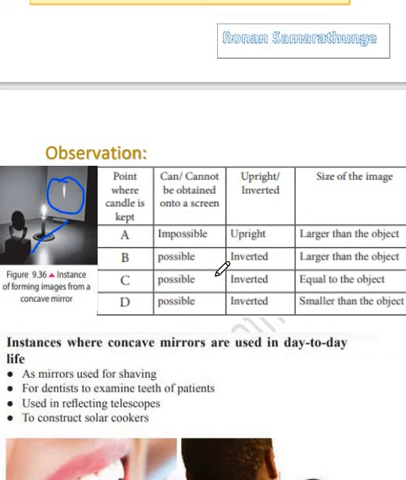 Ronan Samarathunge
Observation:
Point where candle is kept | Can/ Cannot be obtained onto a screen | Upright/ Inverted | Size of the image
A | Impossible | Upright | Larger than the object
B | possible | Inverted | Larger than the object
C | possible | Inverted | Equal to the object
D | possible | Inverted | Smaller than the object
Figure 9.36 ▲ Instance
of forming images from a
concave mirror
Instances where concave mirrors are used in day-to-day
life
● As mirrors used for shaving
● For dentists to examine teeth of patients
● Used in reflecting telescopes
● To construct solar cookers